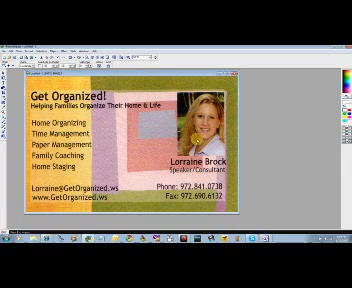 Get Organized!
Helping Families Organize Their Home & Life
Home Organizing
Time Management
Paper Management
Family Coaching
Home Staging
Lorraine Brock
Speaker/Consultant
Lorraine@GetOrganized.ws
www.GetOrganized.ws
Phone: 972.841.0738
Fax: 972.690.6132